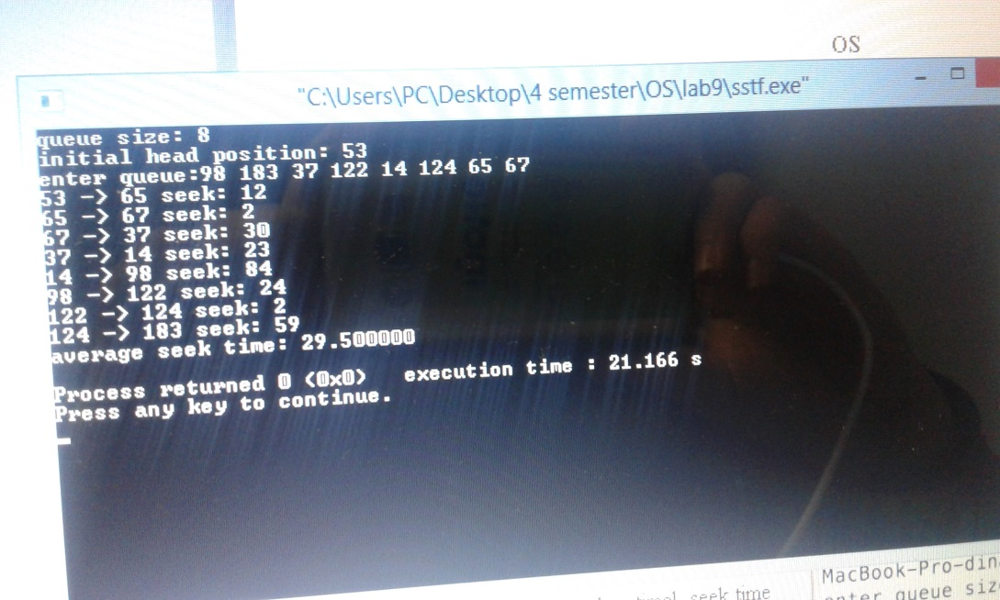 OS
"C:\Users\PC\Desktop\4 semester\OS\lab9\sstf.exe"
queue size: 8
initial head position: 53
enter queue:98 183 37 122 14 124 65 67
53 -> 65 seek: 12
65 -> 67 seek: 2
67 -> 37 seek: 30
37 -> 14 seek: 23
14 -> 98 seek: 84
98 -> 122 seek: 24
122 -> 124 seek: 2
124 -> 183 seek: 59
average seek time: 29.500000
Process returned 0 (0x0)   execution time : 21.166 s
Press any key to continue.
seek time
MacBook-Pro-din
enter queue siz